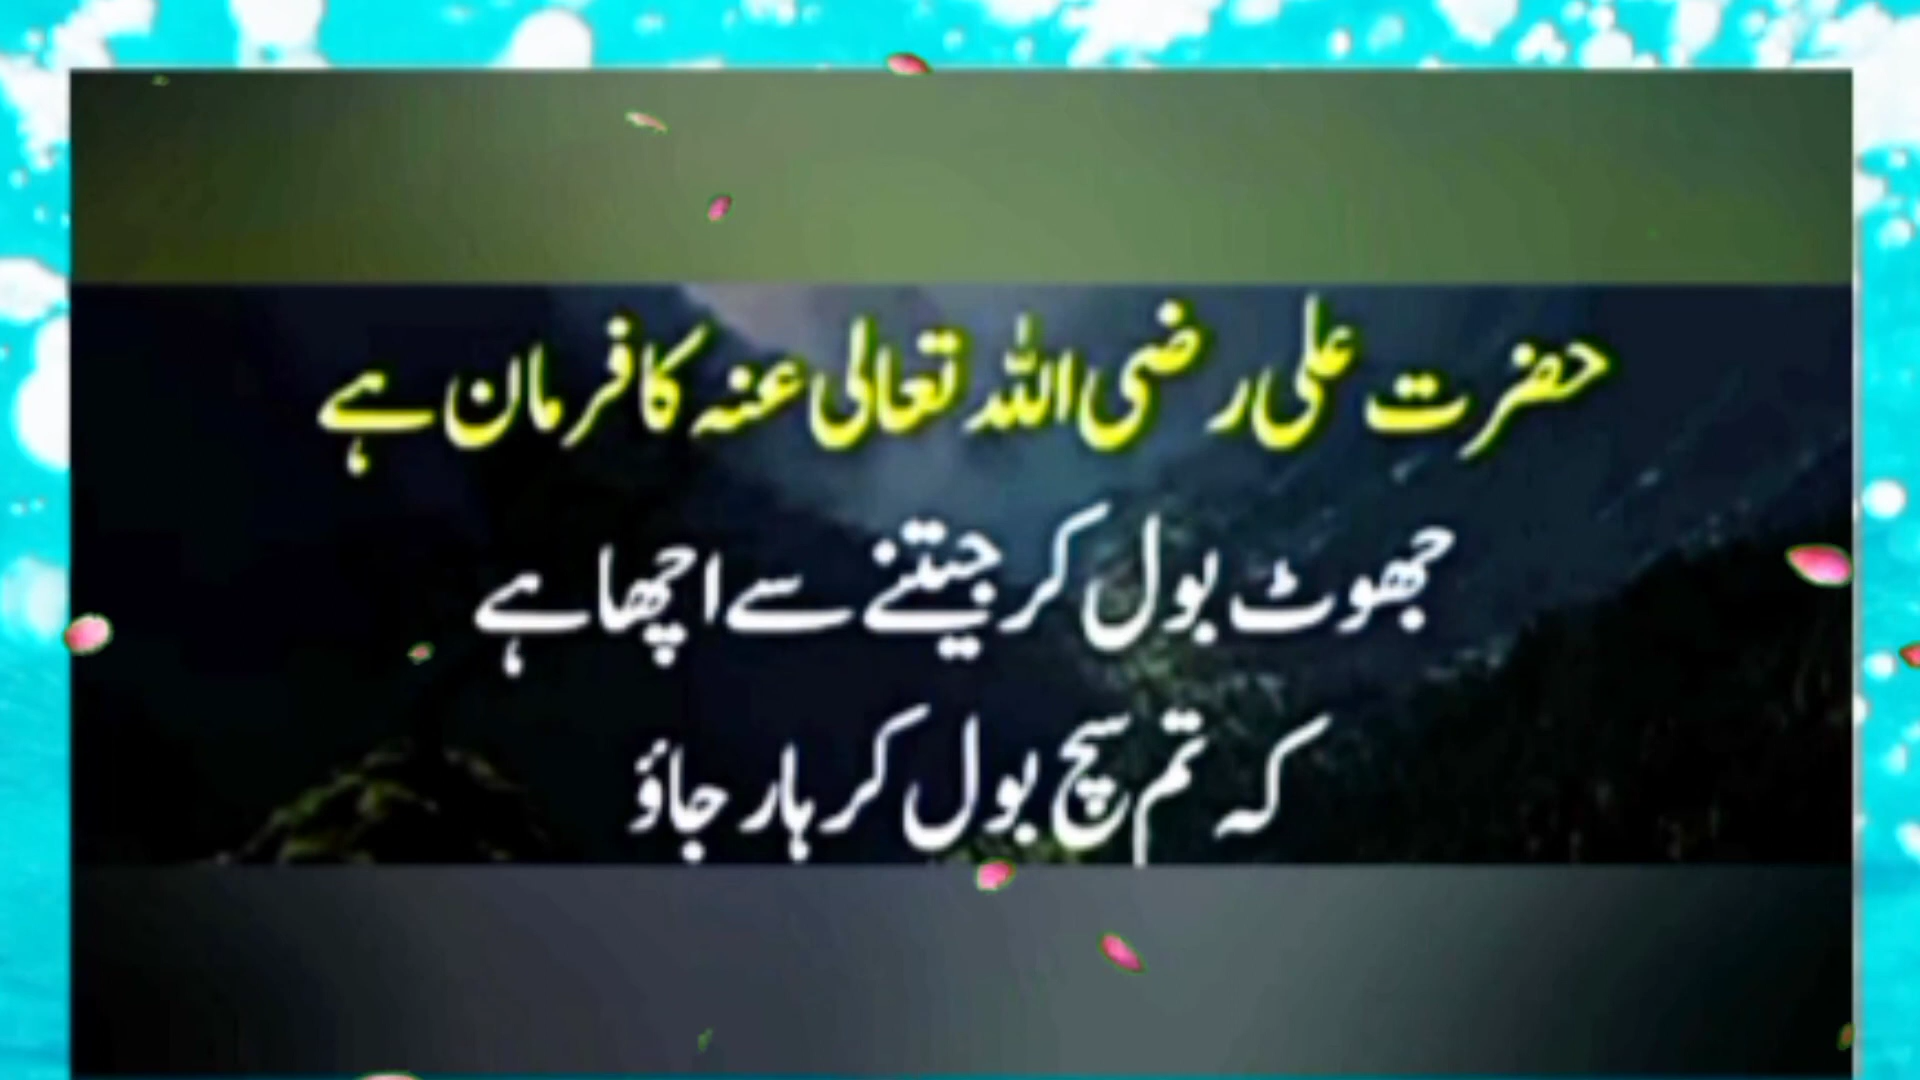 حضرت علی رضی اللہ تعالی عنہ کا فرمان ہے
جھوٹ بول کر جیتنے سے اچھا ہے
کہ تم سچ بول کر ہار جاؤ